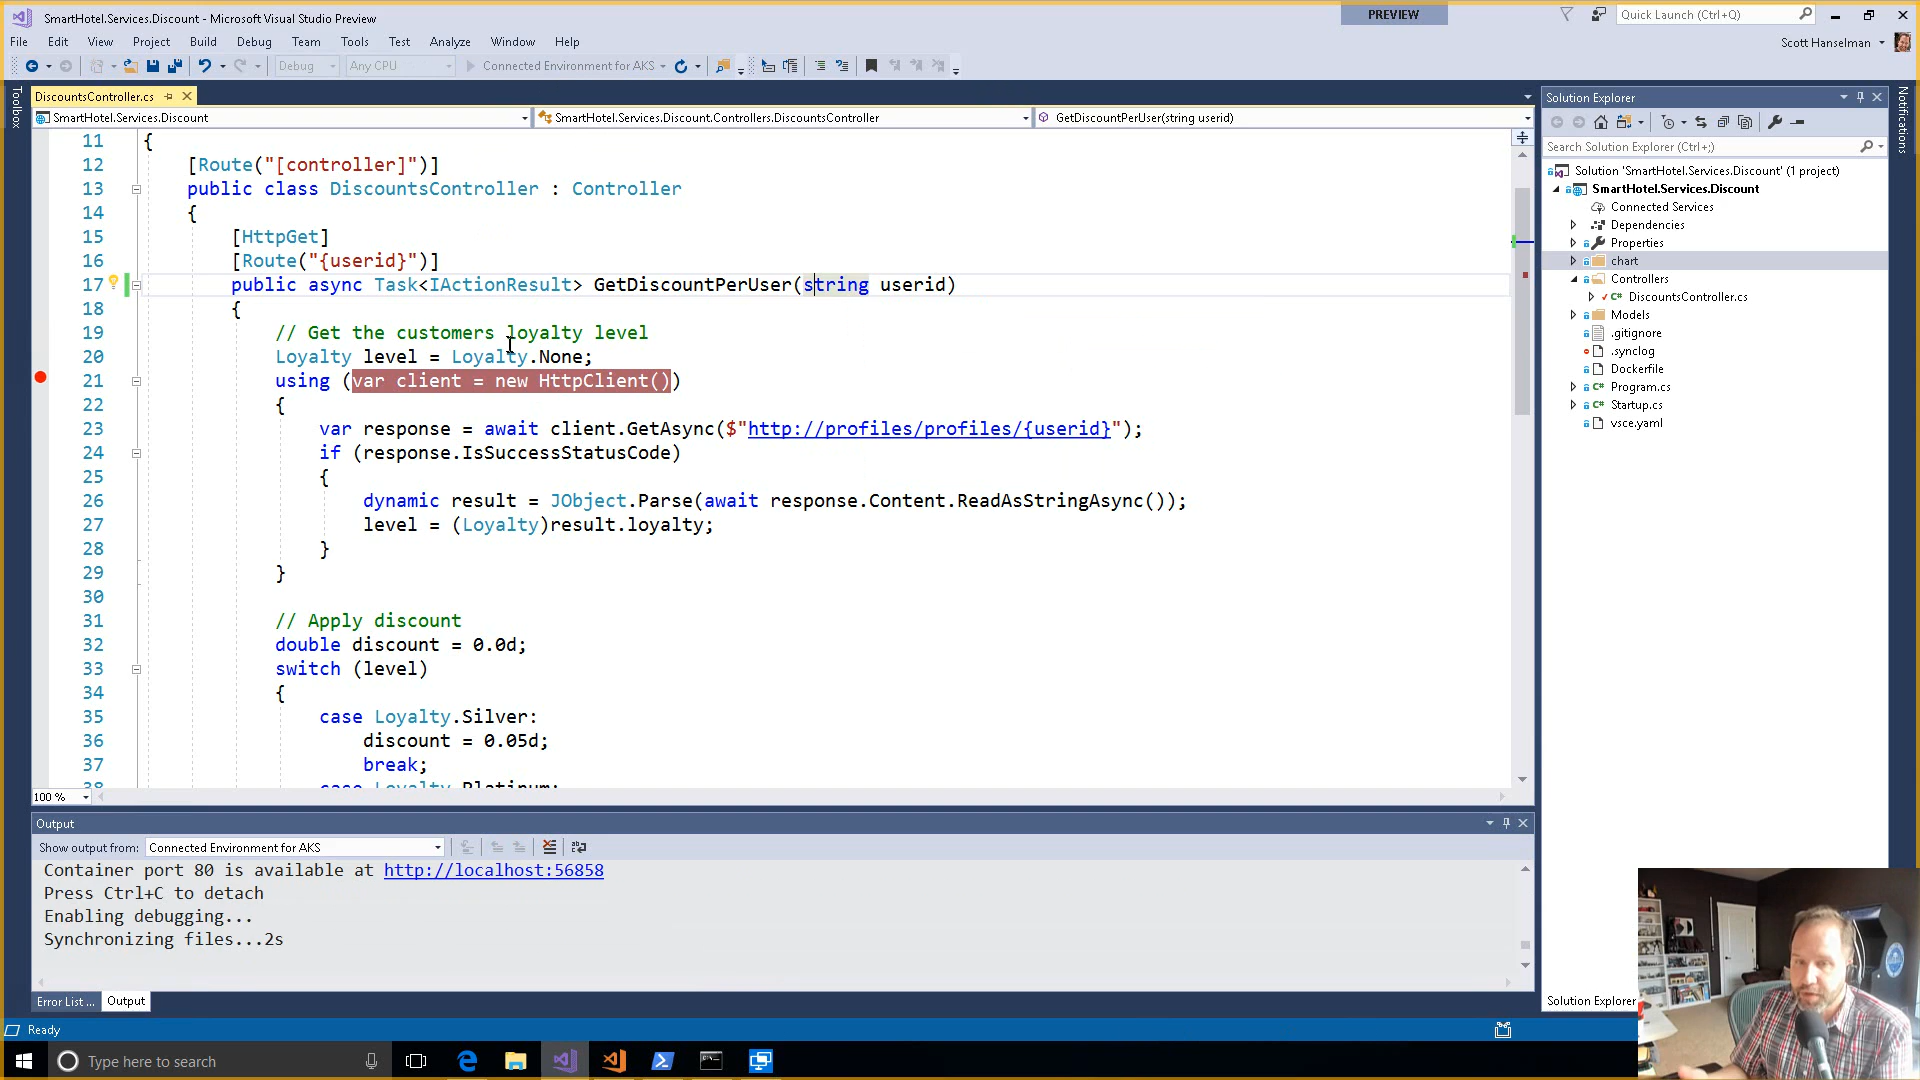 SmartHotel.Services.Discount - Microsoft Visual Studio Preview
PREVIEW
Quick Launch (Ctrl+Q)
File Edit View Project Build Debug Team Tools Test Analyze Window Help
Scott Hanselman
Debug Any CPU Connected Environment for AKS
Toolbox
DiscountsController.cs
SmartHotel.Services.Discount
SmartHotel.Services.Discount.Controllers.DiscountsController
GetDiscountPerUser(string userid)
11 {
12 [Route("[controller]")]
13 public class DiscountsController : Controller
14 {
15 [HttpGet]
16 [Route("{userid}")]
17 public async Task<IActionResult> GetDiscountPerUser(string userid)
18 {
19 // Get the customers loyalty level
20 Loyalty level = Loyalty.None;
21 using (var client = new HttpClient())
22 {
23 var response = await client.GetAsync($"http://profiles/profiles/{userid}");
24 if (response.IsSuccessStatusCode)
25 {
26 dynamic result = JObject.Parse(await response.Content.ReadAsStringAsync());
27 level = (Loyalty)result.loyalty;
28 }
29 }
30
31 // Apply discount
32 double discount = 0.0d;
33 switch (level)
34 {
35 case Loyalty.Silver:
36 discount = 0.05d;
37 break;
38 case Loyalty.Platinum:
100 %
Output
Show output from: Connected Environment for AKS
Container port 80 is available at http://localhost:56858
Press Ctrl+C to detach
Enabling debugging...
Synchronizing files...2s
Error List ... Output
Ready
Type here to search
Solution Explorer
Search Solution Explorer (Ctrl+;)
Solution 'SmartHotel.Services.Discount' (1 project)
SmartHotel.Services.Discount
Connected Services
Dependencies
Properties
chart
Controllers
DiscountsController.cs
Models
.gitignore
.synclog
Dockerfile
Program.cs
Startup.cs
vsce.yaml
Solution Explorer
Notifications